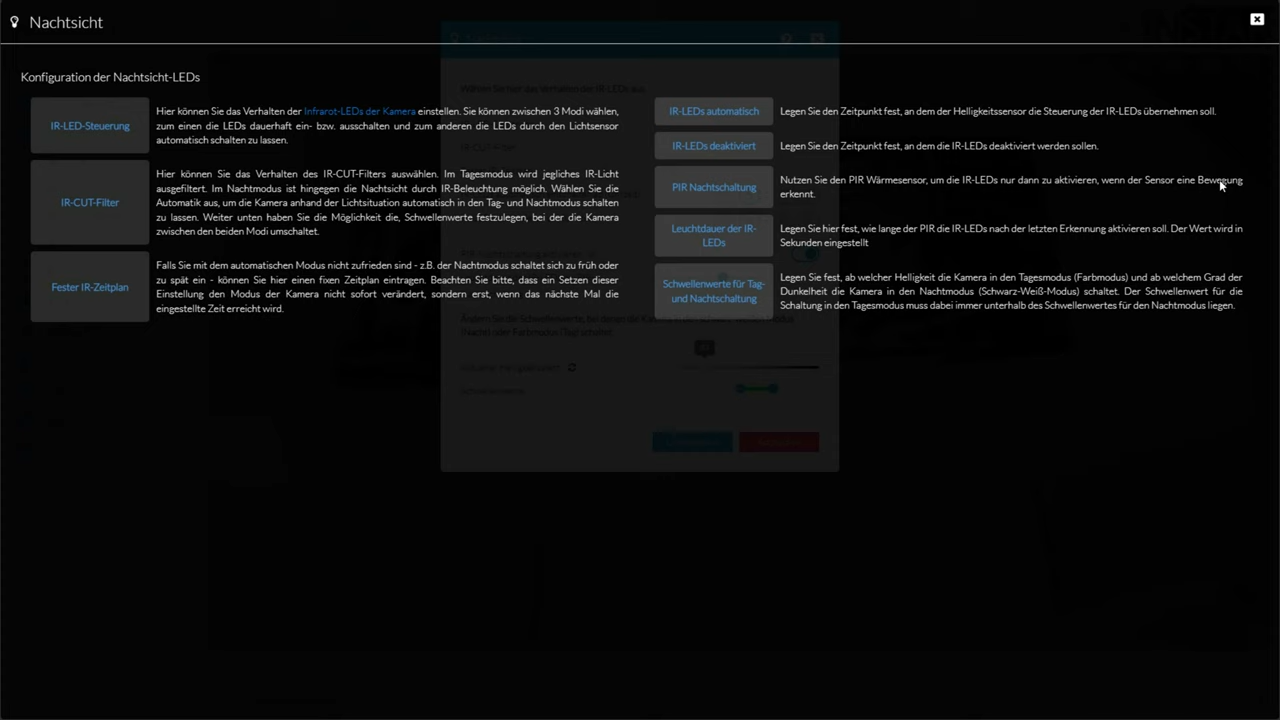 Nachtsicht
Konfiguration der Nachtsicht-LEDs
IR-LED-Steuerung
Hier können Sie das Verhalten der Infrarot-LEDs der Kamera einstellen. Sie können zwischen 3 Modi wählen,
zum einen die LEDs dauerhaft ein- bzw. ausschalten und zum anderen die LEDs durch den Lichtsensor
automatisch schalten zu lassen.
IR-CUT-Filter
Hier können Sie das Verhalten des IR-CUT-Filters auswählen. Im Tagesmodus wird jegliches IR-Licht
ausgefiltert. Im Nachtmodus ist hingegen die Nachtsicht durch IR-Beleuchtung möglich. Wählen Sie die
Automatik aus, um die Kamera anhand der Lichtsituation automatisch in den Tag- und Nachtmodus schalten
zu lassen. Weiter unten haben Sie die Möglichkeit die, Schwellenwerte festzulegen, bei der die Kamera
zwischen den beiden Modi umschaltet.
Fester IR-Zeitplan
Falls Sie mit dem automatischen Modus nicht zufrieden sind - z.B. der Nachtmodus schaltet sich zu früh oder
zu spät ein - können Sie hier einen fixen Zeitplan eintragen. Beachten Sie bitte, dass ein Setzen dieser
Einstellung den Modus der Kamera nicht sofort verändert, sondern erst, wenn das nächste Mal die
eingestellte Zeit erreicht wird.
IR-LEDs automatisch
Legen Sie den Zeitpunkt fest, an dem der Helligkeitssensor die Steuerung der IR-LEDs übernehmen soll.
IR-LEDs deaktiviert
Legen Sie den Zeitpunkt fest, an dem die IR-LEDs deaktiviert werden sollen.
PIR Nachtschaltung
Nutzen Sie den PIR Wärmesensor, um die IR-LEDs nur dann zu aktivieren, wenn der Sensor eine Bewegung
erkennt.
Leuchtdauer der IR-
LEDs
Legen Sie hier fest, wie lange der PIR die IR-LEDs nach der letzten Erkennung aktivieren soll. Der Wert wird in
Sekunden eingestellt
Schwellenwerte für Tag-
und Nachtschaltung
Legen Sie fest, ab welcher Helligkeit die Kamera in den Tagesmodus (Farbmodus) und ab welchem Grad der
Dunkelheit die Kamera in den Nachtmodus (Schwarz-Weiß-Modus) schaltet. Der Schwellenwert für die
Schaltung in den Tagesmodus muss dabei immer unterhalb des Schwellenwertes für den Nachtmodus liegen.